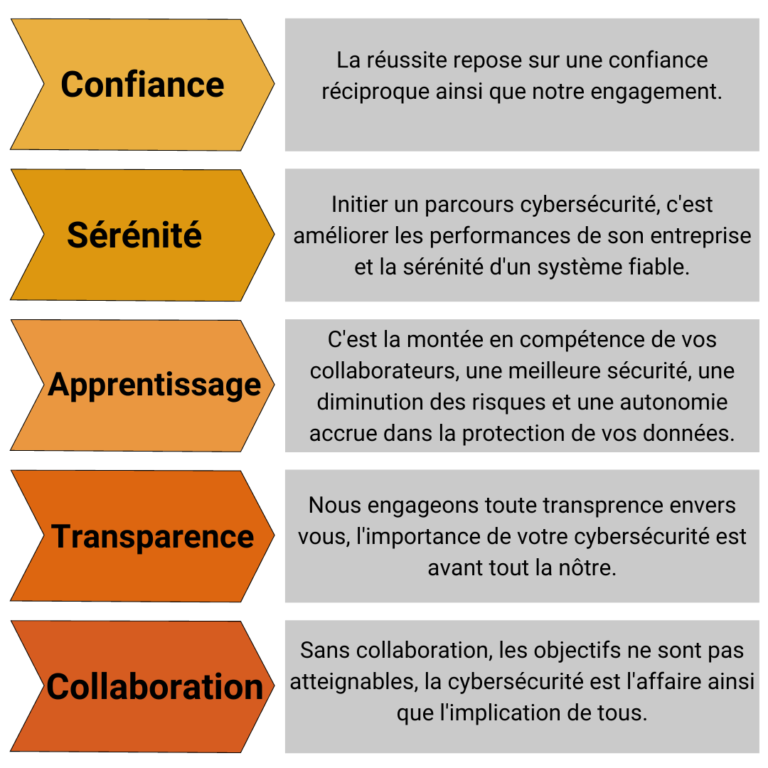 Confiance
La réussite repose sur une confiance
réciproque ainsi que notre engagement.
Sérénité
Initier un parcours cybersécurité, c'est
améliorer les performances de son entreprise
et la sérénité d'un système fiable.
Apprentissage
C'est la montée en compétence de vos
collaborateurs, une meilleure sécurité, une
diminution des risques et une autonomie
accrue dans la protection de vos données.
Transparence
Nous engageons toute transprence envers
vous, l'importance de votre cybersécurité est
avant tout la nôtre.
Collaboration
Sans collaboration, les objectifs ne sont pas
atteignables, la cybersécurité est l'affaire ainsi
que l'implication de tous.